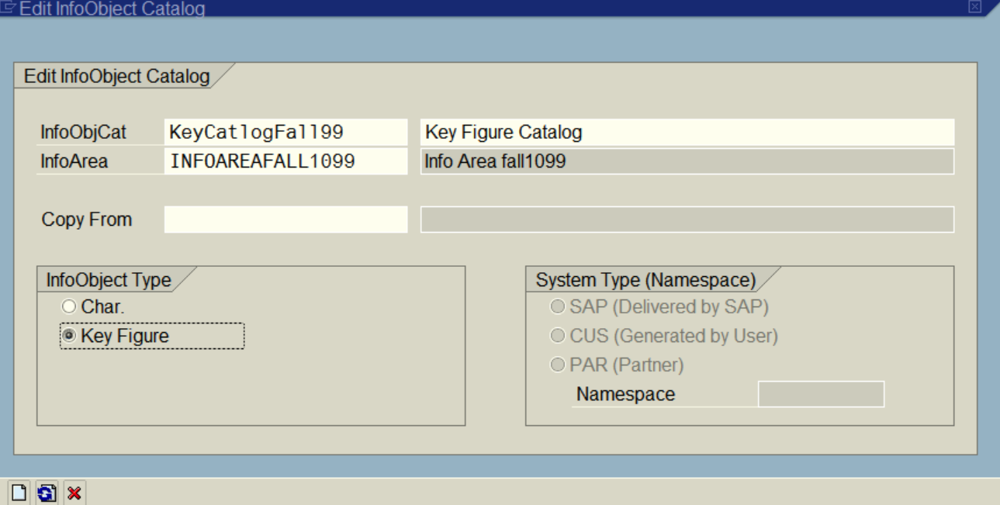 Edit InfoObject Catalog
Edit InfoObject Catalog
InfoObjCat KeyCatlogFall99 Key Figure Catalog
InfoArea INFOAREAFALL1099 Info Area fall1099
Copy From
InfoObject Type System Type (Namespace)
Char. SAP (Delivered by SAP)
Key Figure CUS (Generated by User)
PAR (Partner)
Namespace